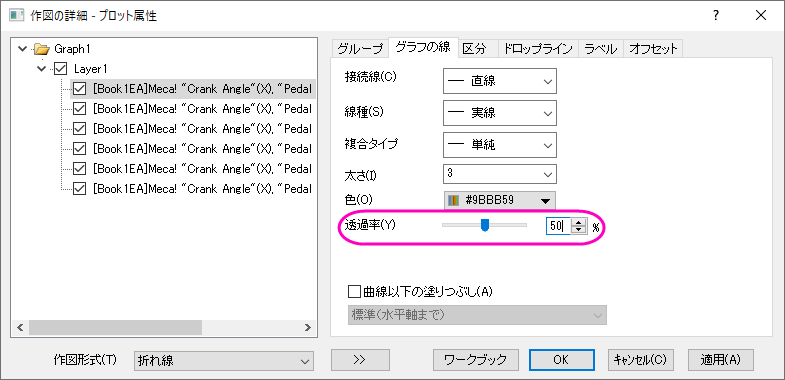 作図の詳細 - プロット属性
Graph1
Layer1
[Book1EA]Meca! "Crank Angle"(X), "Pedal
[Book1EA]Meca! "Crank Angle"(X), "Pedal
[Book1EA]Meca! "Crank Angle"(X), "Pedal
[Book1EA]Meca! "Crank Angle"(X), "Pedal
[Book1EA]Meca! "Crank Angle"(X), "Pedal
[Book1EA]Meca! "Crank Angle"(X), "Pedal
グループ グラフの線 区分 ドロップライン ラベル オフセット
接続線(C) 直線
線種(S) 実線
複合タイプ 単純
太さ(I) 3
色(O) #9BBB59
透過率(Y) 50 %
曲線以下の塗りつぶし(A)
標準(水平軸まで)
作図形式(T) 折れ線 >> ワークブック OK キャンセル(C) 適用(A)